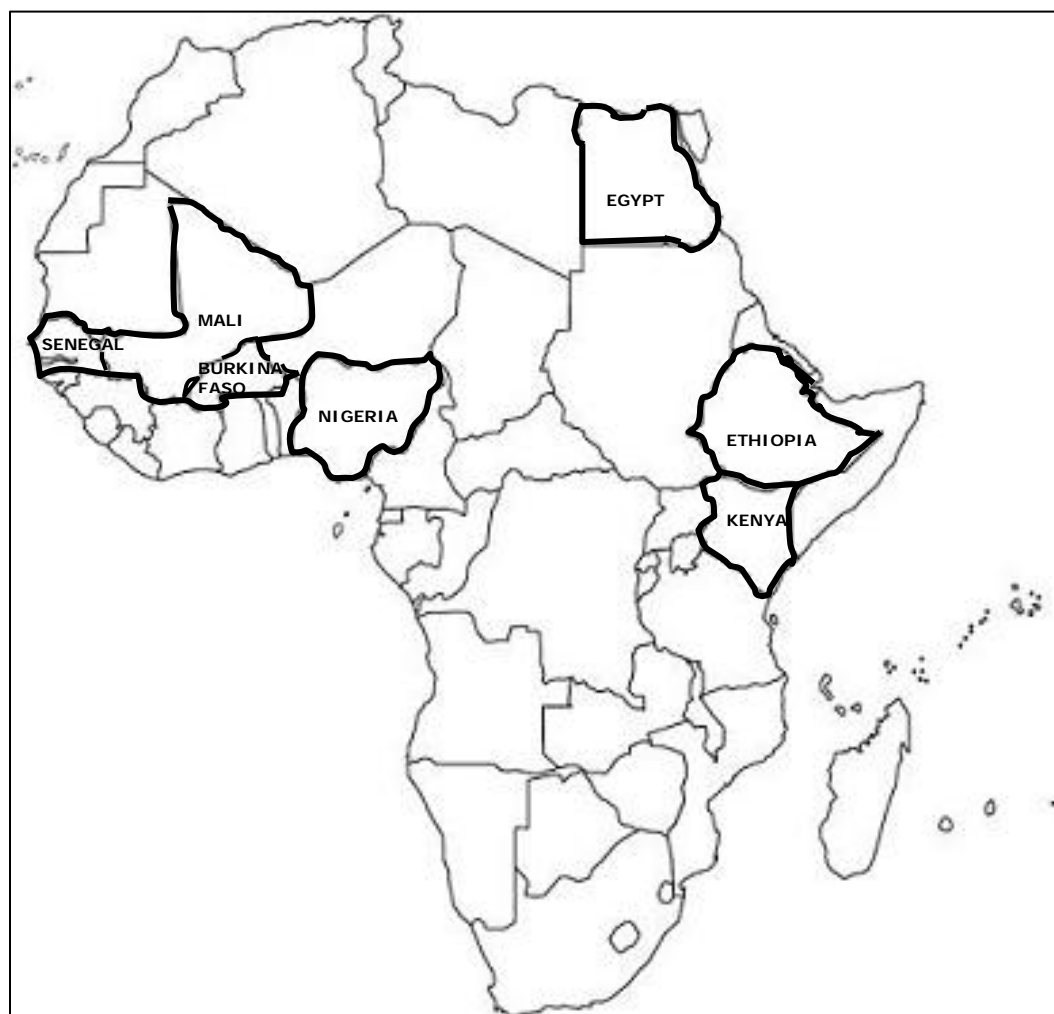 EGYPT
MALI
SENEGAL
BURKINA
FASO
NIGERIA
ETHIOPIA
KENYA